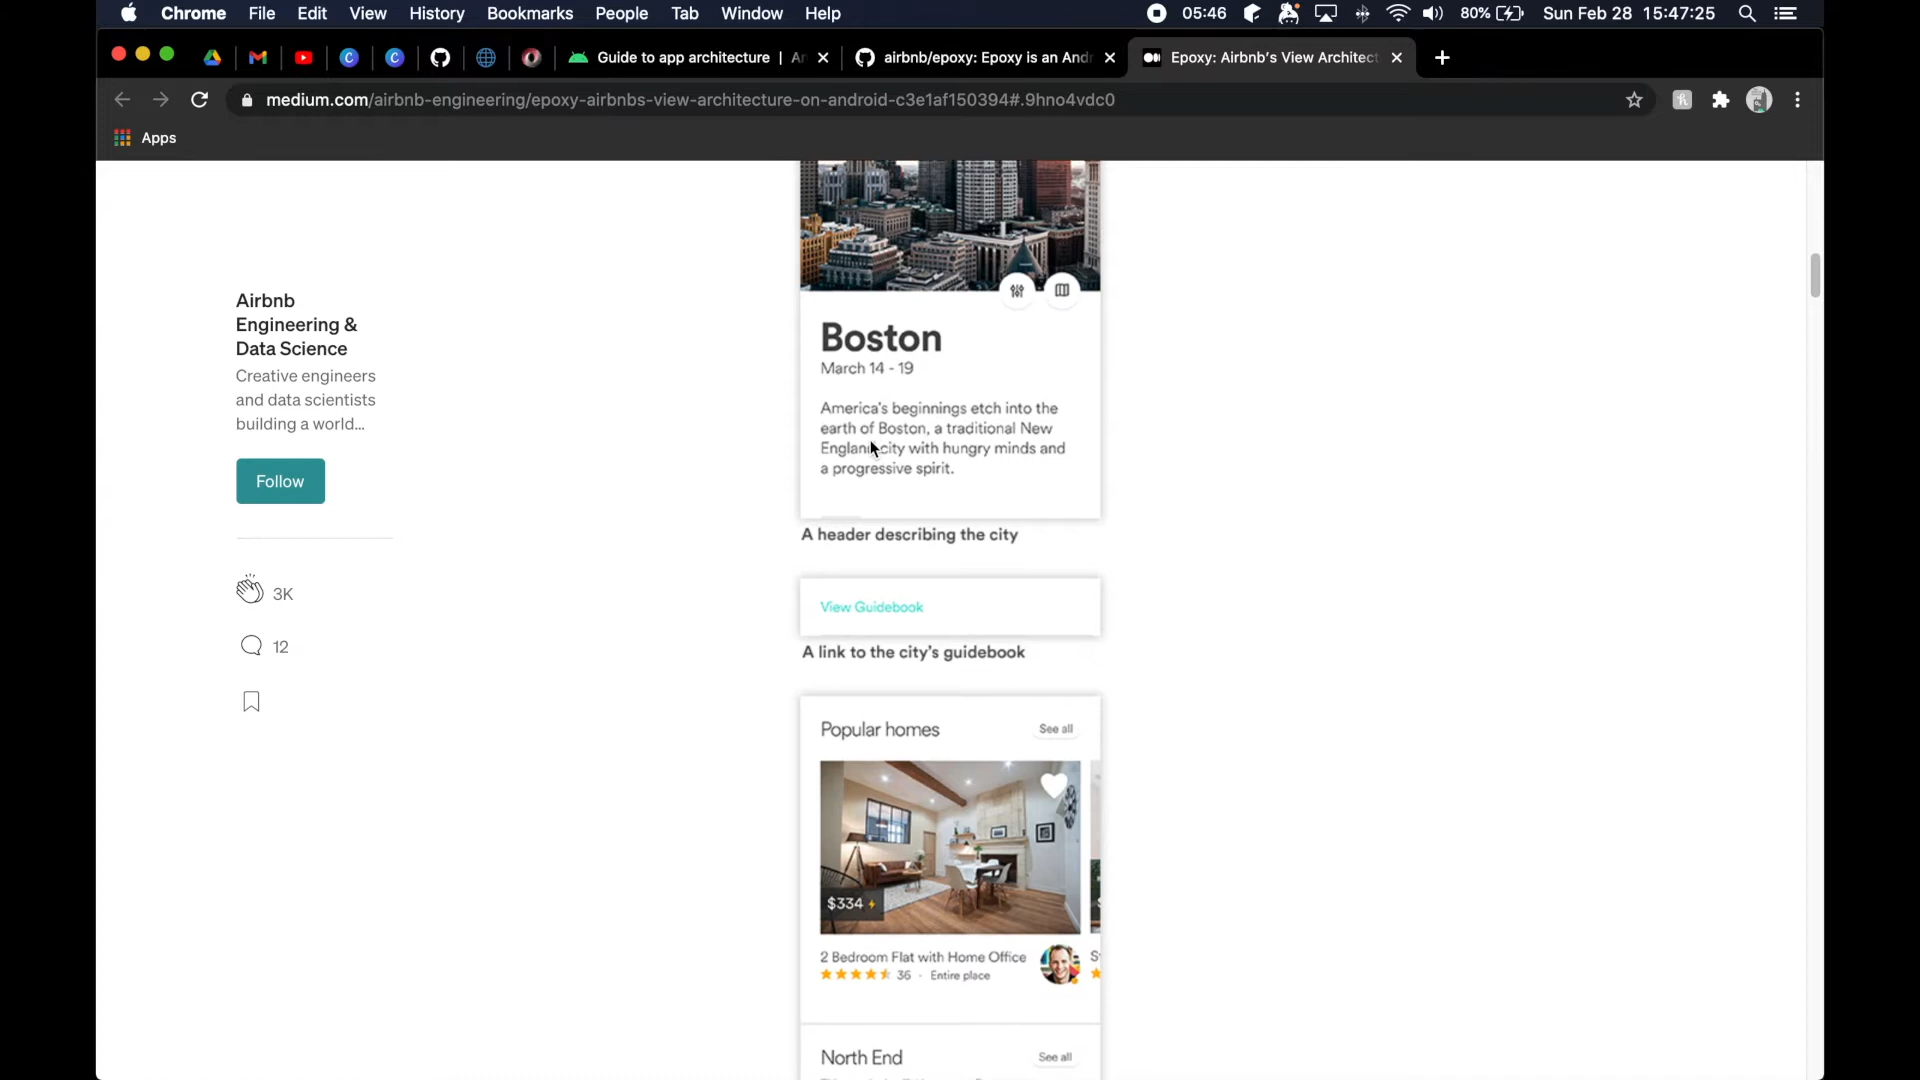 Chrome File Edit View History Bookmarks People Tab Window Help 05:46 80% Sun Feb 28 15:47:25
Guide to app architecture | An
airbnb/epoxy: Epoxy is an Andr
Epoxy: Airbnb's View Architect
medium.com/airbnb-engineering/epoxy-airbnbs-view-architecture-on-android-c3e1af150394#.9hno4vdc0
Apps
Airbnb
Engineering &
Data Science
Creative engineers
and data scientists
building a world...
Follow
3K
12
Boston
March 14 - 19
America's beginnings etch into the
earth of Boston, a traditional New
England city with hungry minds and
a progressive spirit.
A header describing the city
View Guidebook
A link to the city's guidebook
Popular homes See all
$334
2 Bedroom Flat with Home Office
36 · Entire place
North End See all